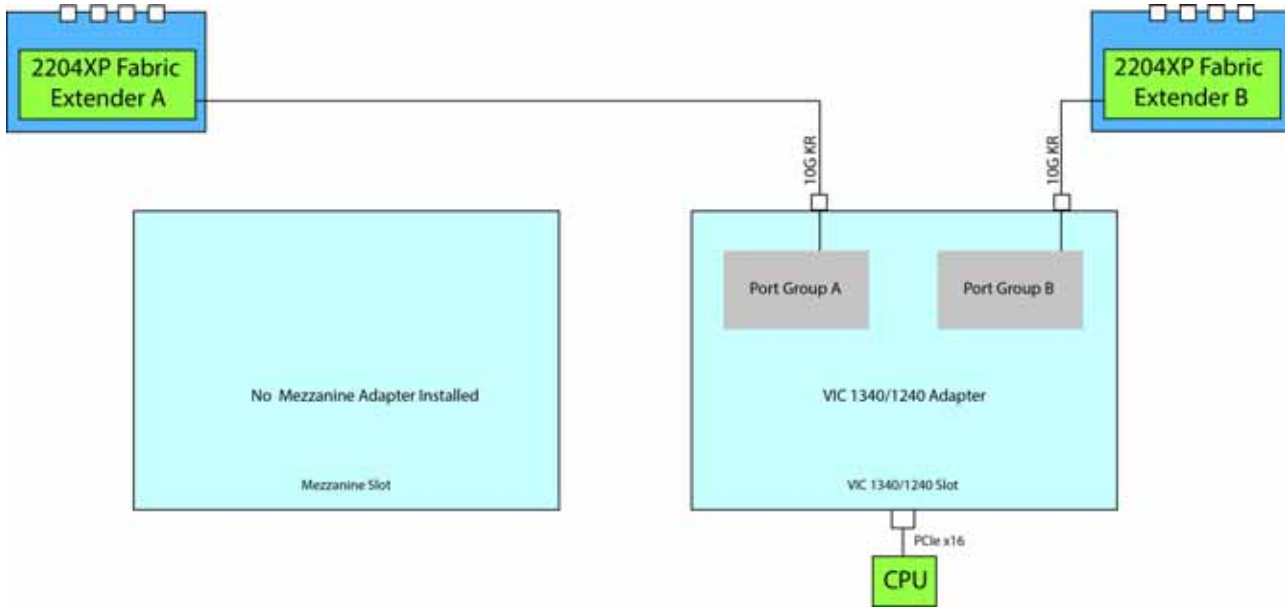 2204XP Fabric
Extender A
2204XP Fabric
Extender B
10G KR
10G KR
Port Group A
Port Group B
No Mezzanine Adapter Installed
VIC 1340/1240 Adapter
Mezzanine Slot
VIC 1340/1240 Slot
PCIe x16
CPU